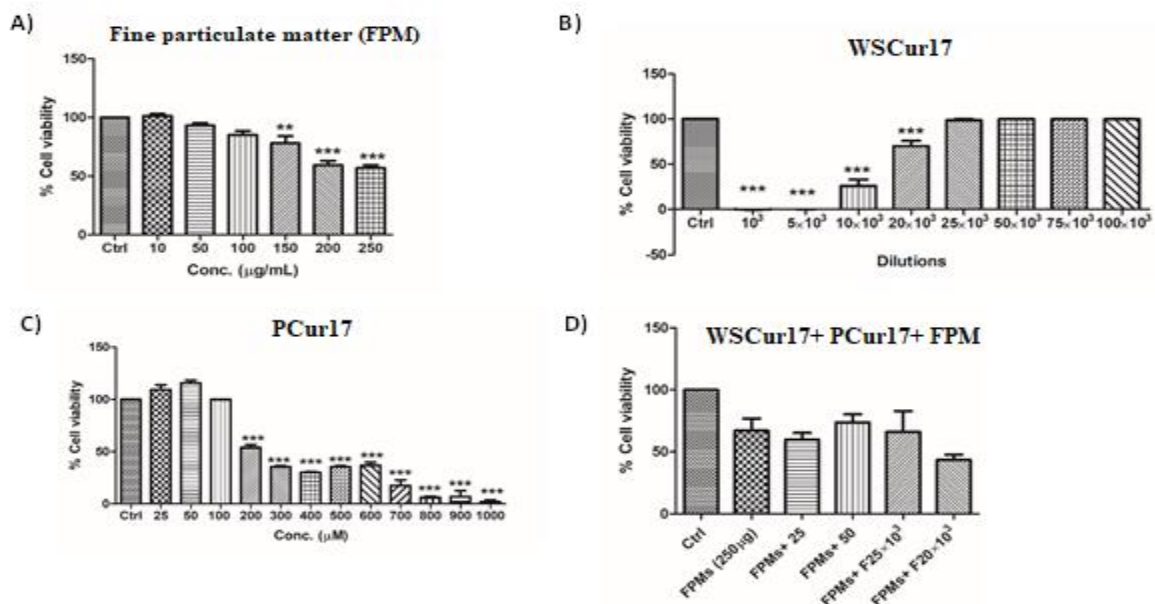 A)
Fine particulate matter (FPM)
150
100
50
0
% Cell viability
**
***
***
Ctrl 10 50 100 150 200 250
Conc. (µg/mL)
B)
WSCur17
150
100
50
0
-50
% Cell viability
***
***
***
***
Ctrl 10³ 5×10³ 10×10³ 20×10³ 25×10³ 50×10³ 75×10³ 100×10³
Dilutions
C)
PCur17
150
100
50
0
% Cell viability
***
***
***
***
***
***
***
***
***
Ctrl 25 50 100 200 300 400 500 600 700 800 900 1000
Conc. (µM)
D)
WSCur17+ PCur17+ FPM
150
100
50
0
% Cell viability
Ctrl
FPMs (250µg)
FPMs+ 25
FPMs+ 50
FPMs+ F25×10³
FPMs+ F20×10³